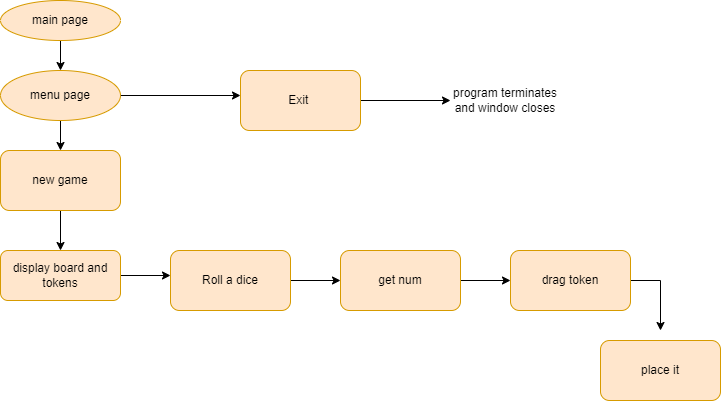 main page
menu page
Exit
program terminates
and window closes
new game
display board and
tokens
Roll a dice
get num
drag token
place it